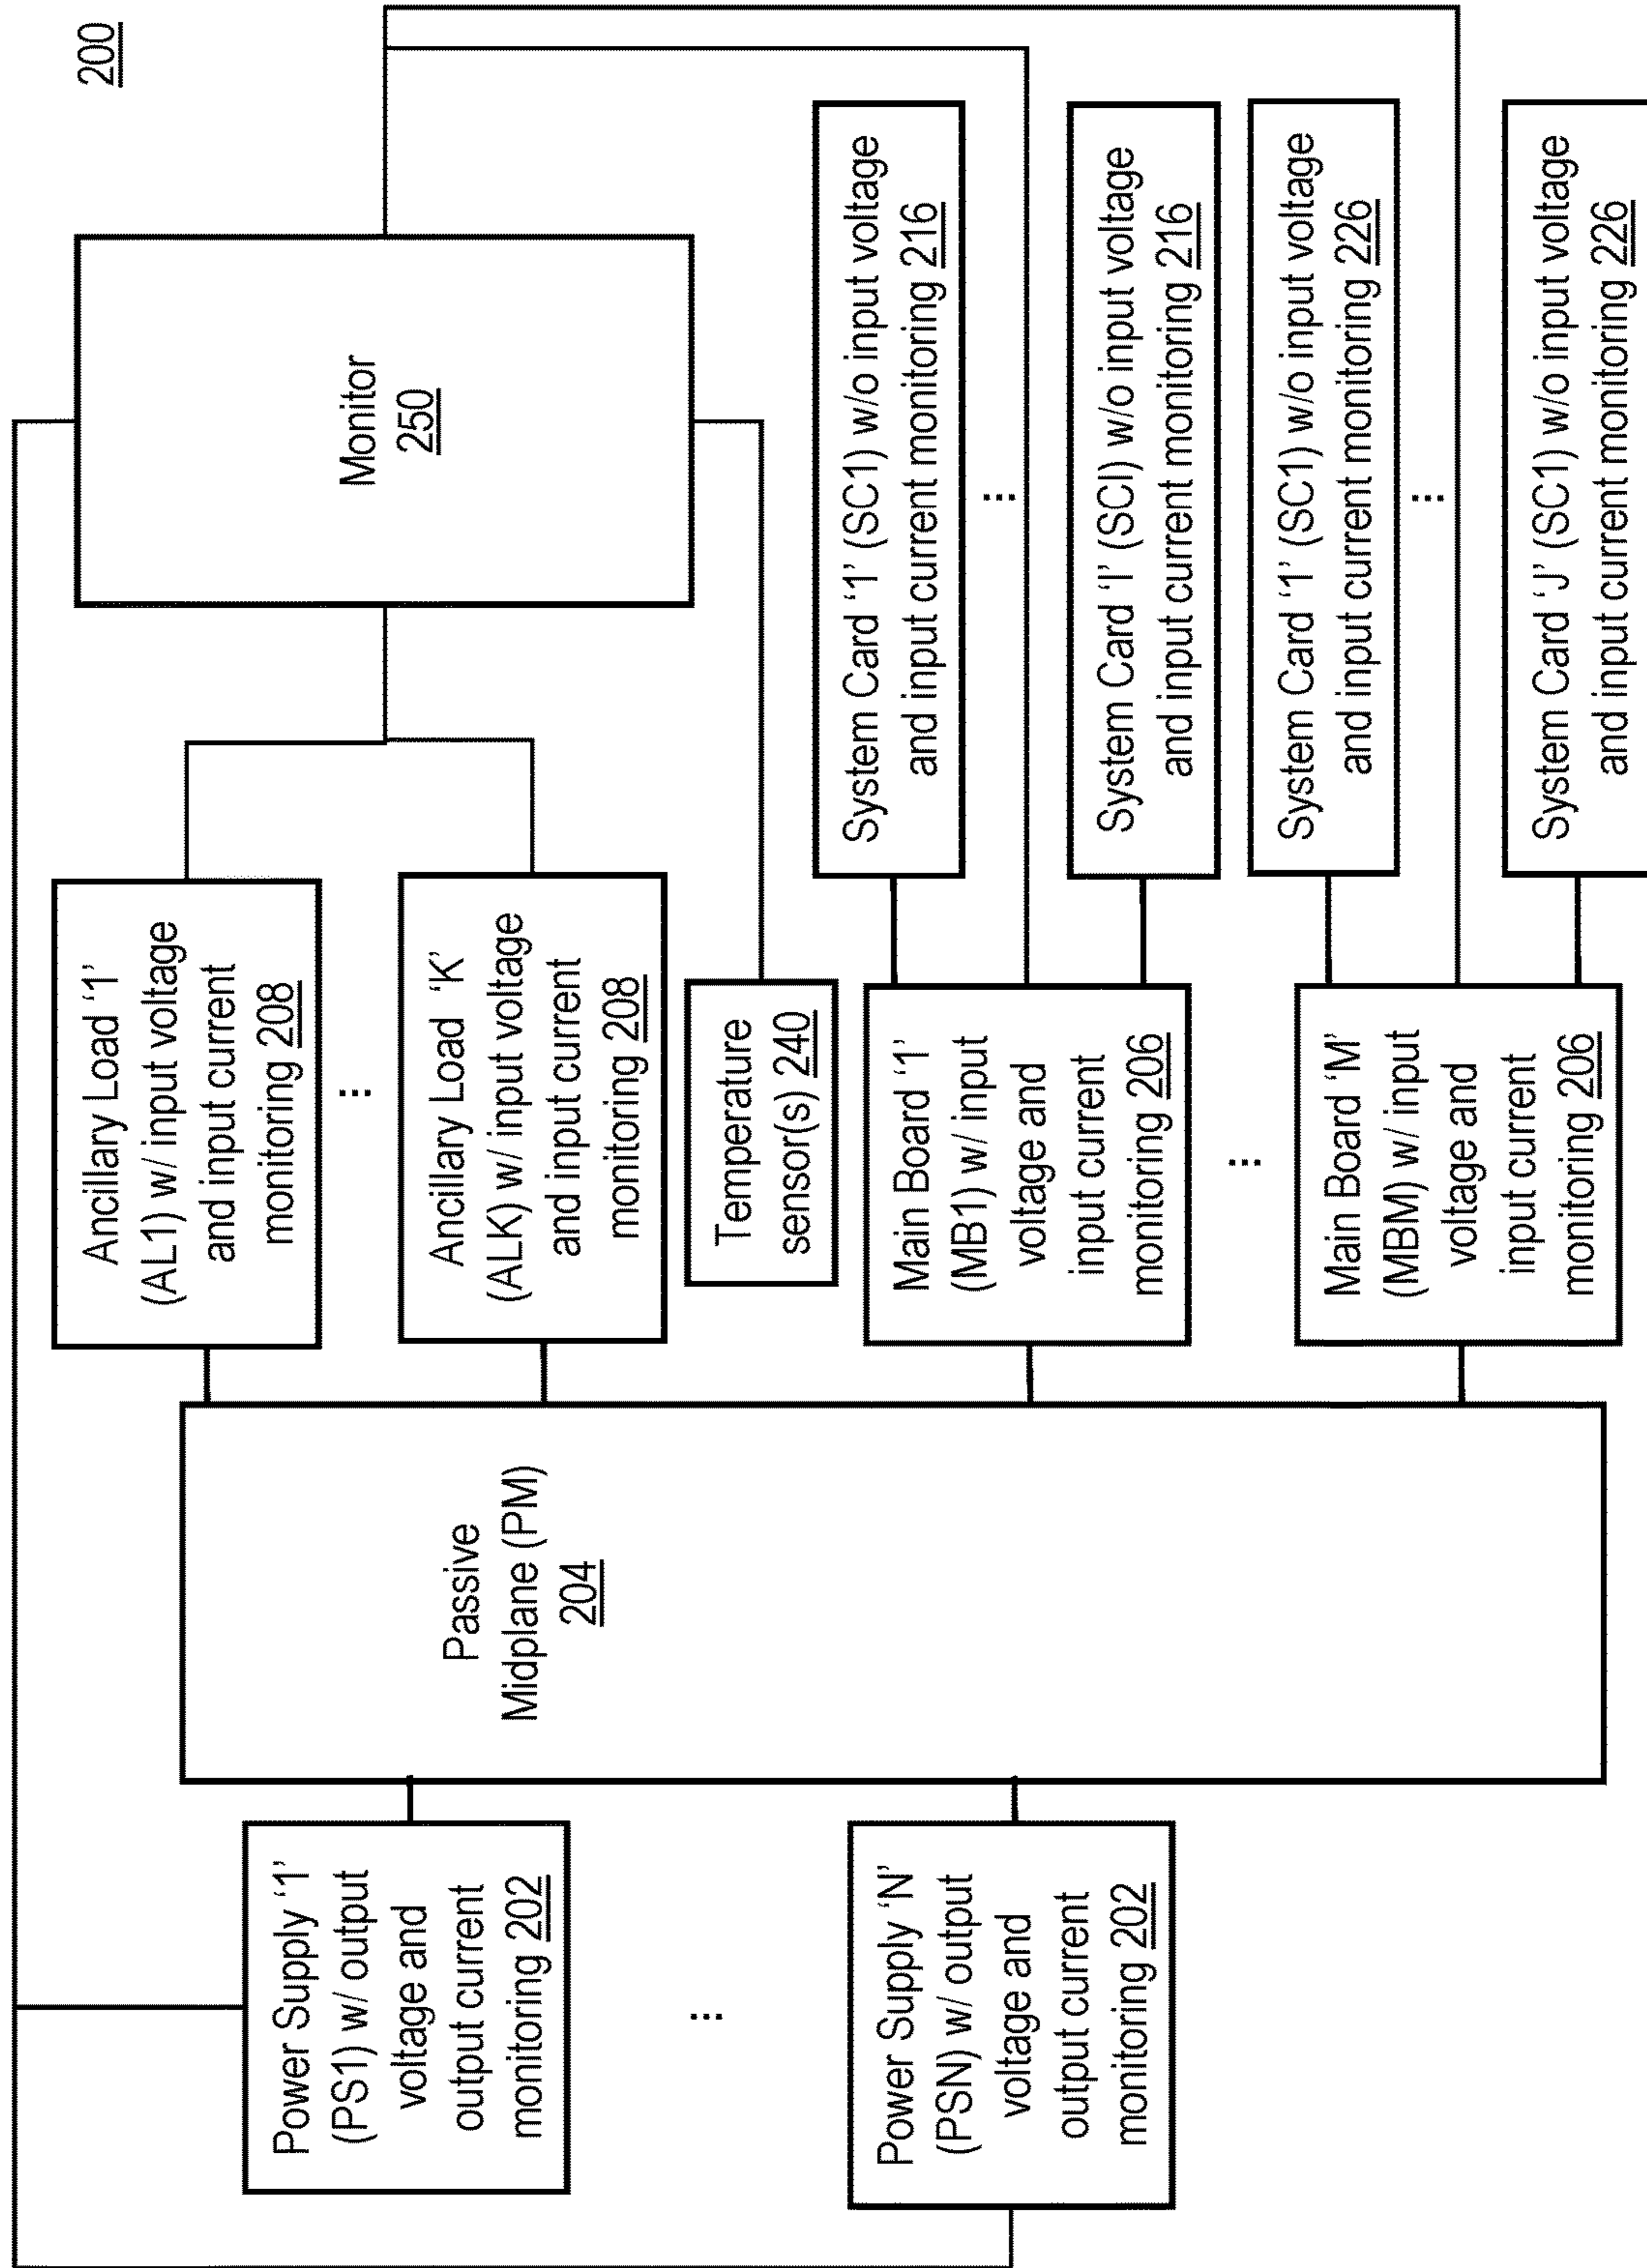 200
Power Supply ‘1’
(PS1) w/ output
voltage and
output current
monitoring 202
...
Power Supply ‘N’
(PSN) w/ output
voltage and
output current
monitoring 202
Passive
Midplane (PM)
204
Ancillary Load ‘1’
(AL1) w/ input voltage
and input current
monitoring 208
...
Ancillary Load ‘K’
(ALK) w/ input voltage
and input current
monitoring 208
Temperature
sensor(s) 240
Main Board ‘1’
(MB1) w/ input
voltage and
input current
monitoring 206
...
Main Board ‘M’
(MBM) w/ input
voltage and
input current
monitoring 206
Monitor
250
System Card ‘1’ (SC1) w/o input voltage
and input current monitoring 216
...
System Card ‘I’ (SCI) w/o input voltage
and input current monitoring 216
System Card ‘1’ (SC1) w/o input voltage
and input current monitoring 226
...
System Card ‘J’ (SC1) w/o input voltage
and input current monitoring 226